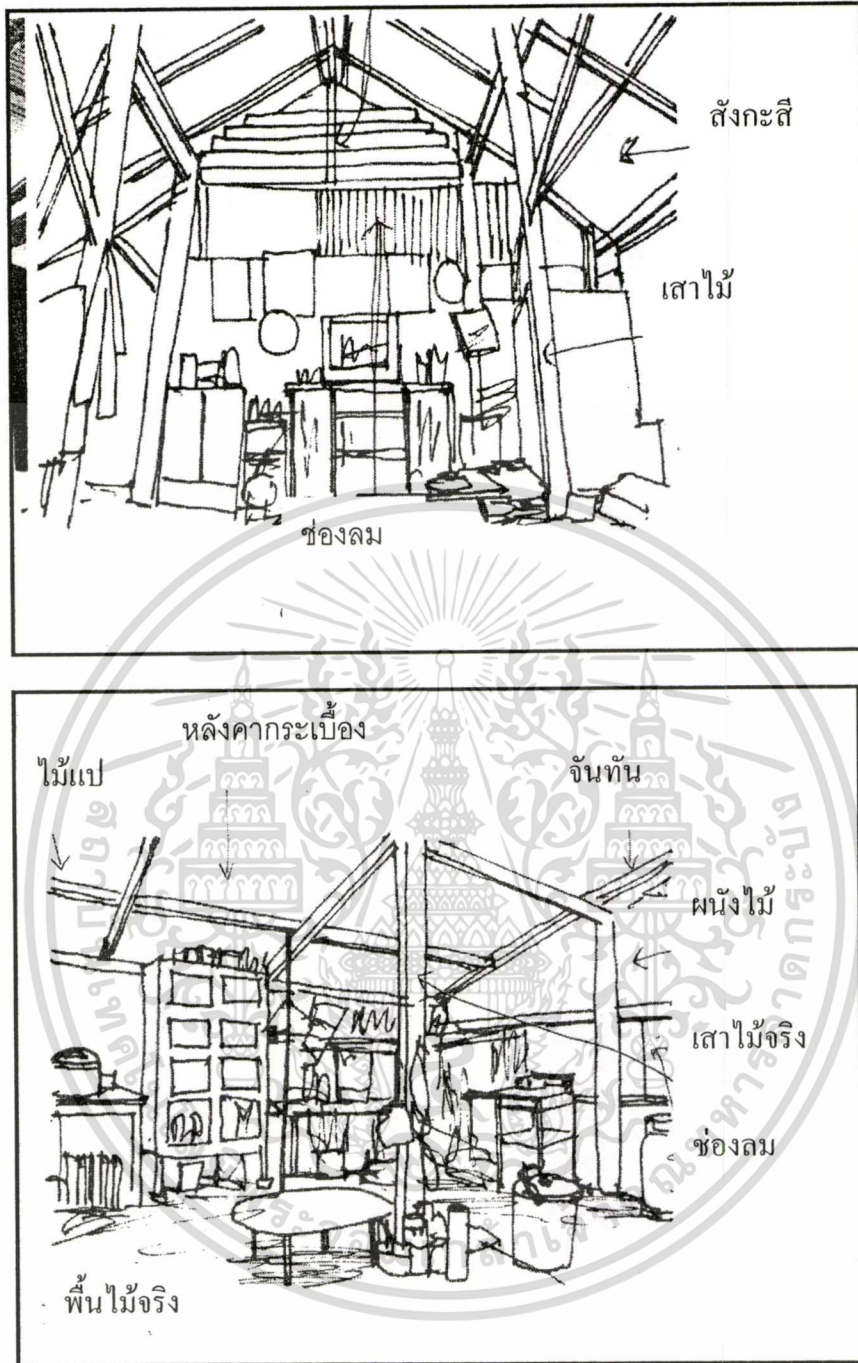 สังกะสี
เสาไม้
ช่องลม
หลังคากระเบื้อง
ไม้แป
จันทัน
ผนังไม้
เสาไม้จริง
ช่องลม
พื้นไม้จริง